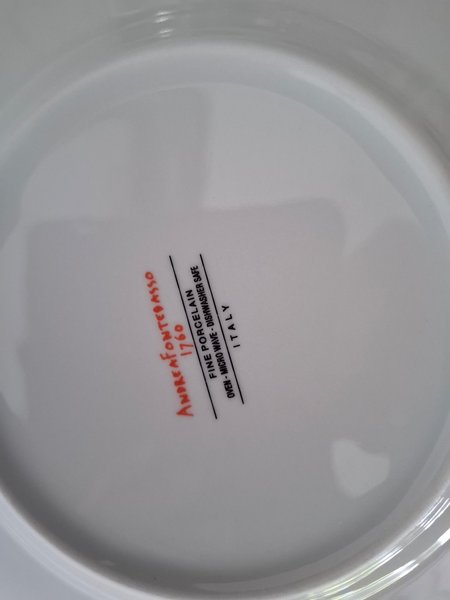 AndreaFontebasso
1760
FINE PORCELAIN
OVEN - MICRO WAVE - DISHWASHER SAFE
ITALY